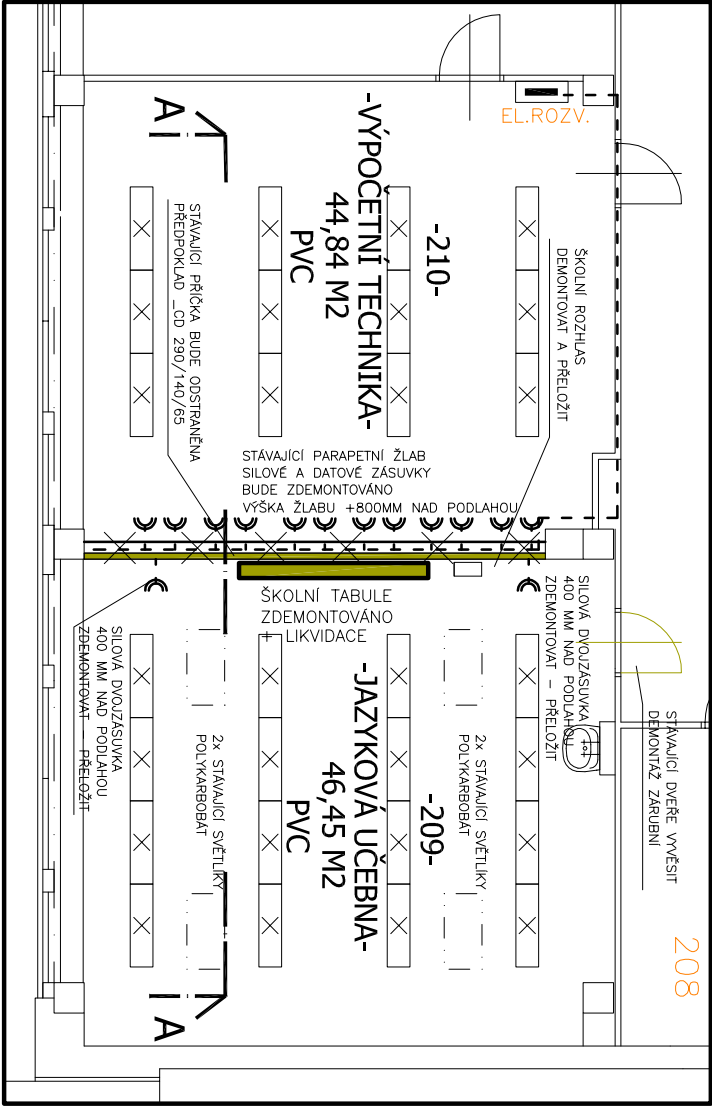 EL.ROZV.
A
-VÝPOČETNÍ TECHNIKA-
44,84 M2
PVC
-210-
ŠKOLNÍ ROZHLAS
DEMONTOVAT A PŘELOŽIT
STÁVAJÍCÍ PŘÍČKA BUDE ODSTRANĚNA
PŘEDPOKLAD _CD 290/140/65
STÁVAJÍCÍ PARAPETNÍ ŽLAB
SILOVÉ A DATOVÉ ZÁSUVKY
BUDE ZDEMONTOVÁNO
VÝŠKA ŽLABU +800MM NAD PODLAHOU
ŠKOLNÍ TABULE
ZDEMONTOVÁNO
+ LIKVIDACE
SILOVÁ DVOJZÁSUVKA
400 MM NAD PODLAHOU
ZDEMONTOVAT - PŘELOŽIT
SILOVÁ DVOJZÁSUVKA
400 MM NAD PODLAHOU
ZDEMONTOVAT - PŘELOŽIT
STÁVAJÍCÍ DVEŘE VYVĚSIT
DEMONTÁŽ ZÁRUBNÍ
2x STÁVAJÍCÍ SVĚTLÍKY
POLYKARBOBÁT
2x STÁVAJÍCÍ SVĚTLÍKY
POLYKARBOBÁT
-209-
-JAZYKOVÁ UČEBNA-
46,45 M2
PVC
208
A